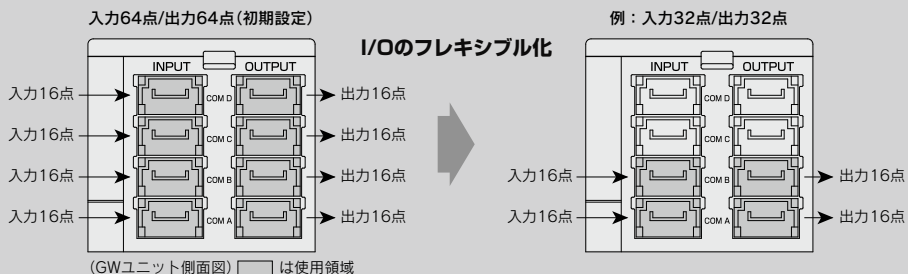 入力64点/出力64点(初期設定)
I/Oのフレキシブル化
例：入力32点/出力32点
INPUT OUTPUT
入力16点 COM D 出力16点
入力16点 COM C 出力16点
入力16点 COM B 出力16点
入力16点 COM A 出力16点
(GWユニット側面図) は使用領域
INPUT OUTPUT
COM D
COM C
入力16点 COM B 出力16点
入力16点 COM A 出力16点